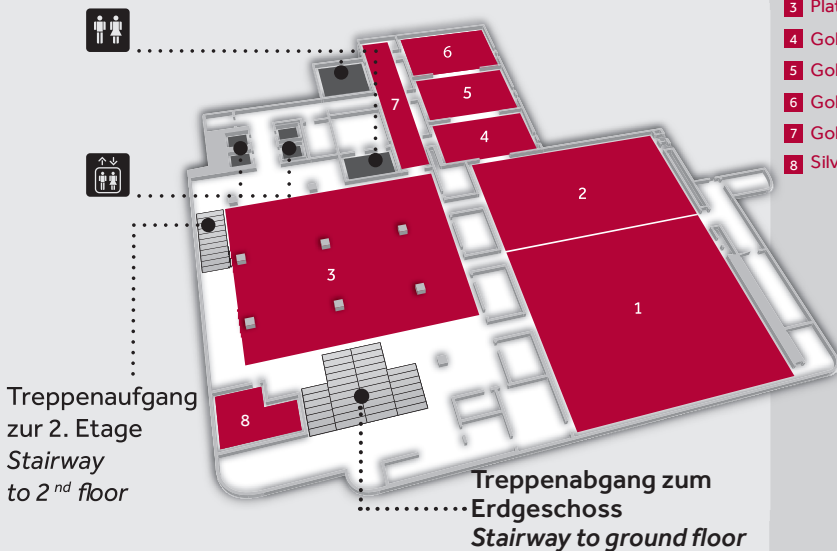 3 Plat
4 Gol
5 Gol
6 Gol
7 Gol
8 Silv
6
5
7
4
2
3
1
8
Treppenaufgang
zur 2. Etage
Stairway
to 2nd floor
Treppenabgang zum
Erdgeschoss
Stairway to ground floor